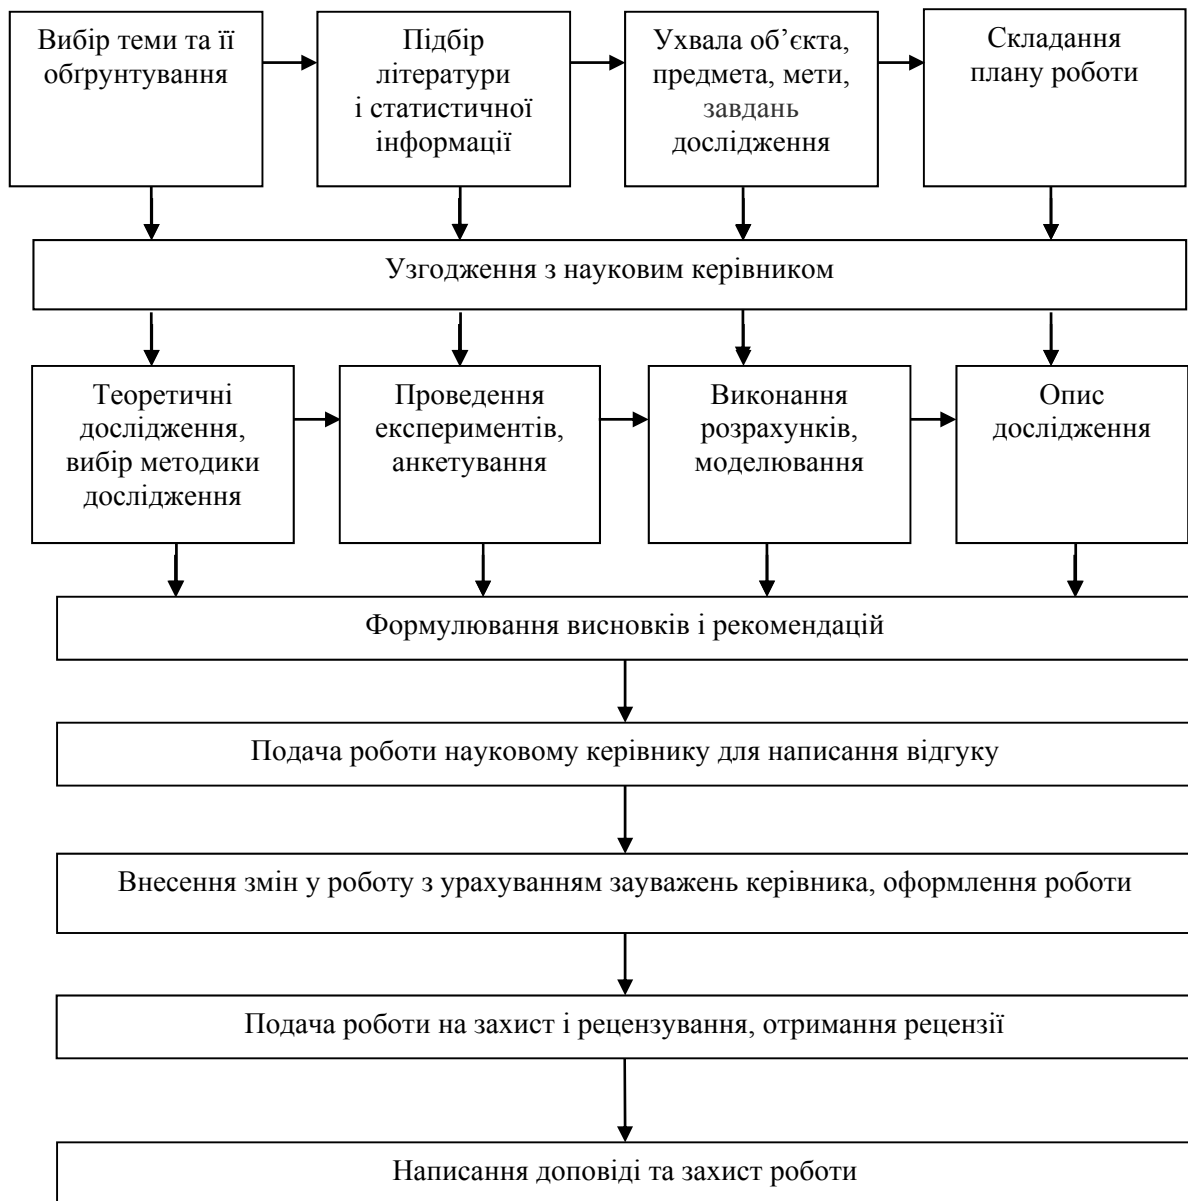 Вибір теми та її
обґрунтування
Підбір
літератури
і статистичної
інформації
Ухвала об’єкта,
предмета, мети,
завдань
дослідження
Складання
плану роботи
Узгодження з науковим керівником
Теоретичні
дослідження,
вибір методики
дослідження
Проведення
експериментів,
анкетування
Виконання
розрахунків,
моделювання
Опис
дослідження
Формулювання висновків і рекомендацій
Подача роботи науковому керівнику для написання відгуку
Внесення змін у роботу з урахуванням зауважень керівника, оформлення роботи
Подача роботи на захист і рецензування, отримання рецензії
Написання доповіді та захист роботи